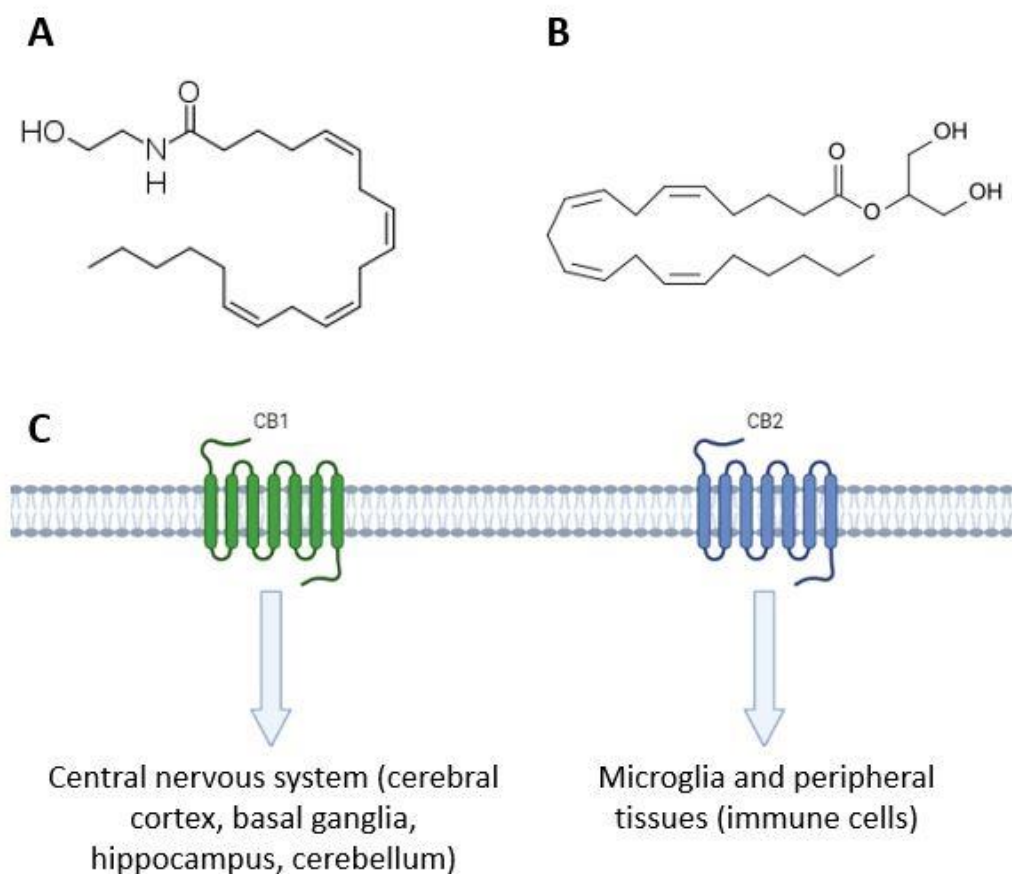 A
B
O
HO
N
H
O
O
OH
OH
C
CB1
CB2
Central nervous system (cerebral
cortex, basal ganglia,
hippocampus, cerebellum)
Microglia and peripheral
tissues (immune cells)